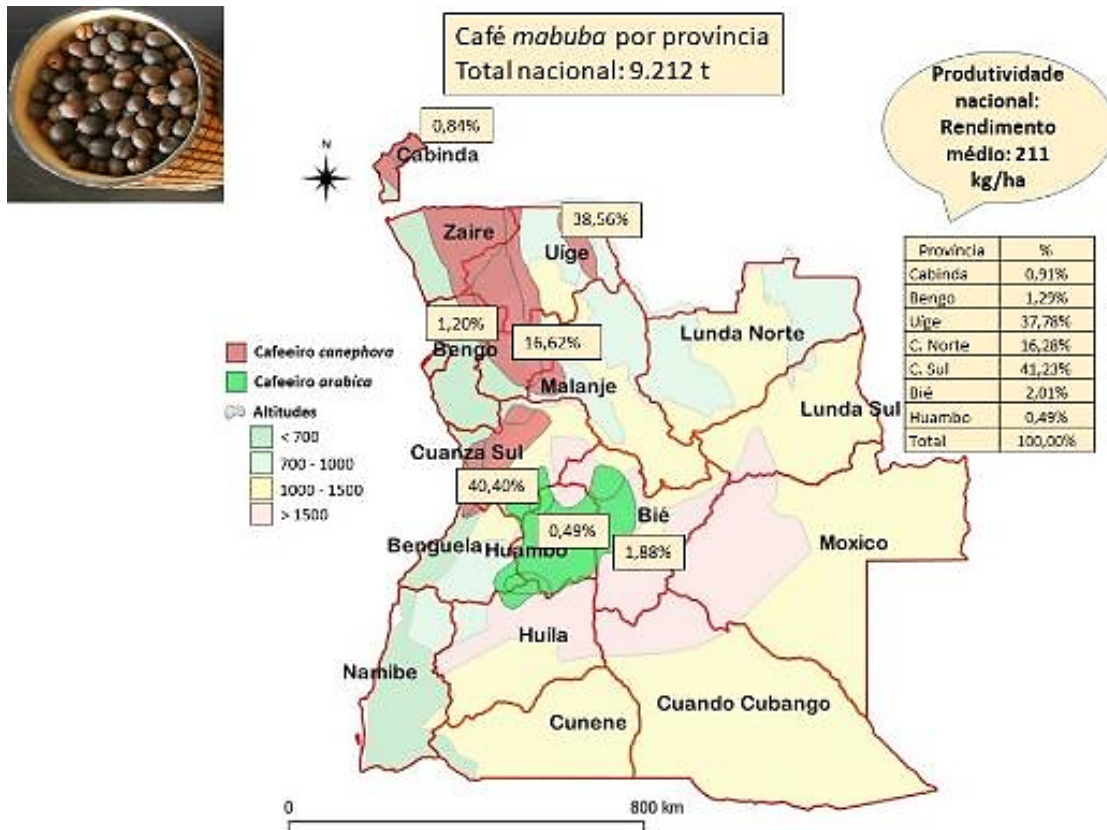 Café mabuba por província
Total nacional: 9.212 t
Produtividade
nacional:
Rendimento
médio: 211
kg/ha
0,84%
Cabinda
N
Zaire
38,56%
Uíge
1,20%
Bengo
16,62%
Lunda Norte
Malanje
Lunda Sul
Cuanza Sul
40,40%
Bié
0,49%
Benguela
Huambo
1,88%
Moxico
Huíla
Namibe
Cuando Cubango
Cunene
Cafeeiro canephora
Cafeeiro arabica
Altitudes
< 700
700 - 1000
1000 - 1500
> 1500
Província %
Cabinda 0,91%
Bengo 1,29%
Uíge 37,78%
C. Norte 16,28%
C. Sul 41,23%
Bié 2,01%
Huambo 0,49%
Total 100,00%
0 800 km